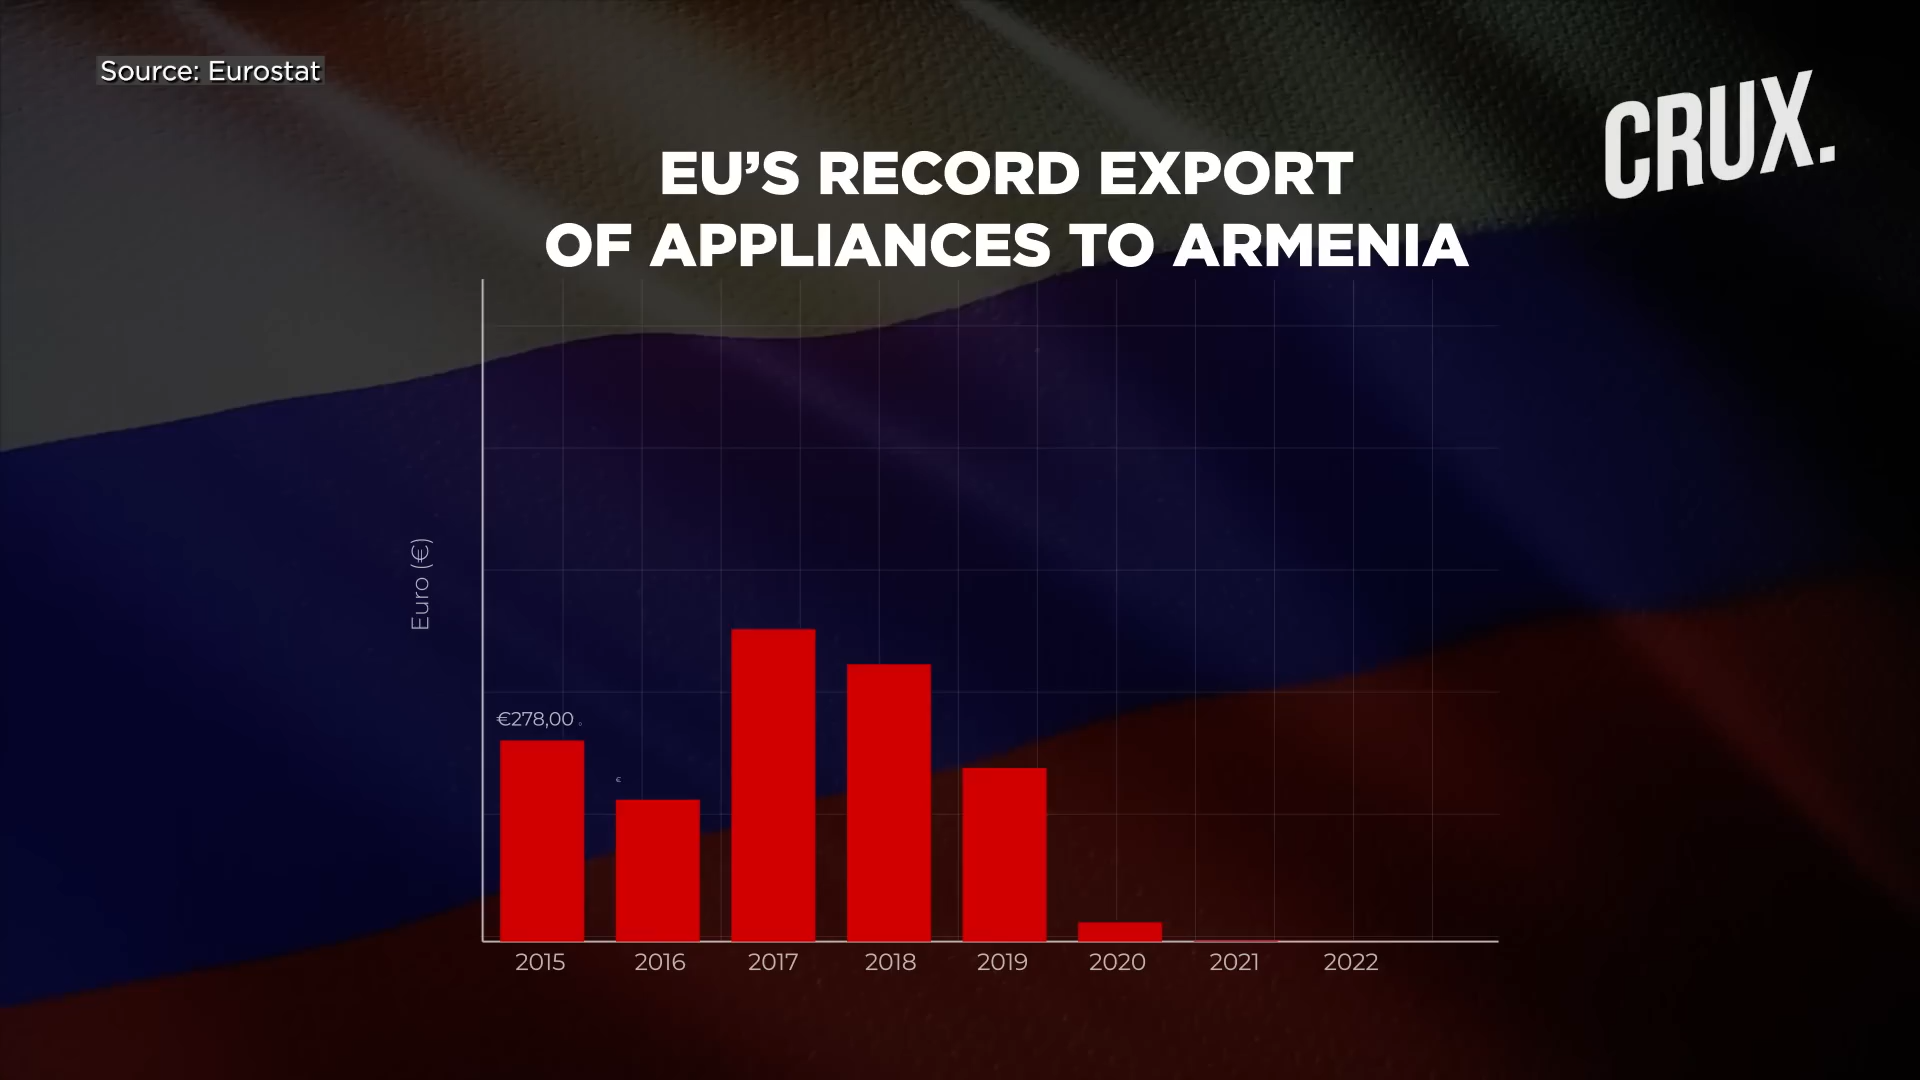 Source: Eurostat
CRUX.
EU'S RECORD EXPORT
OF APPLIANCES TO ARMENIA
Euro (€)
€278,00
€
2015 2016 2017 2018 2019 2020 2021 2022